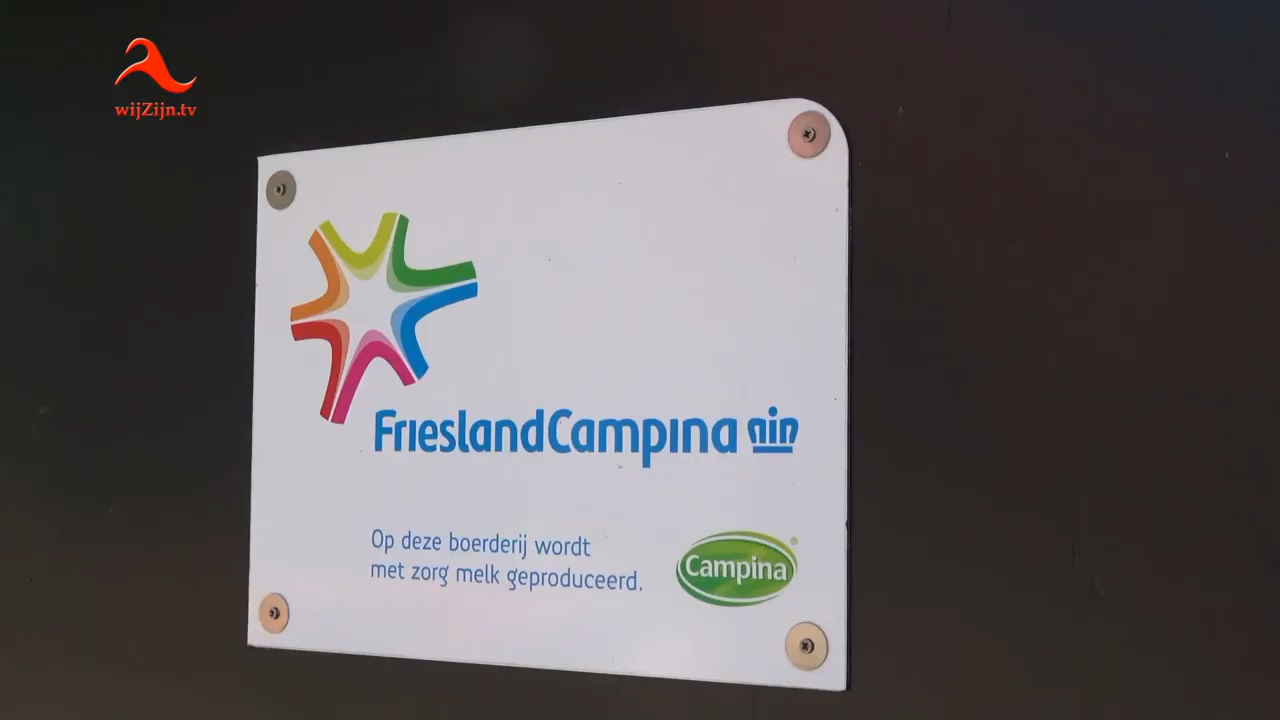 wijZijn.tv
FrieslandCampina
Op deze boerderij wordt
met zorg melk geproduceerd.
Campina®